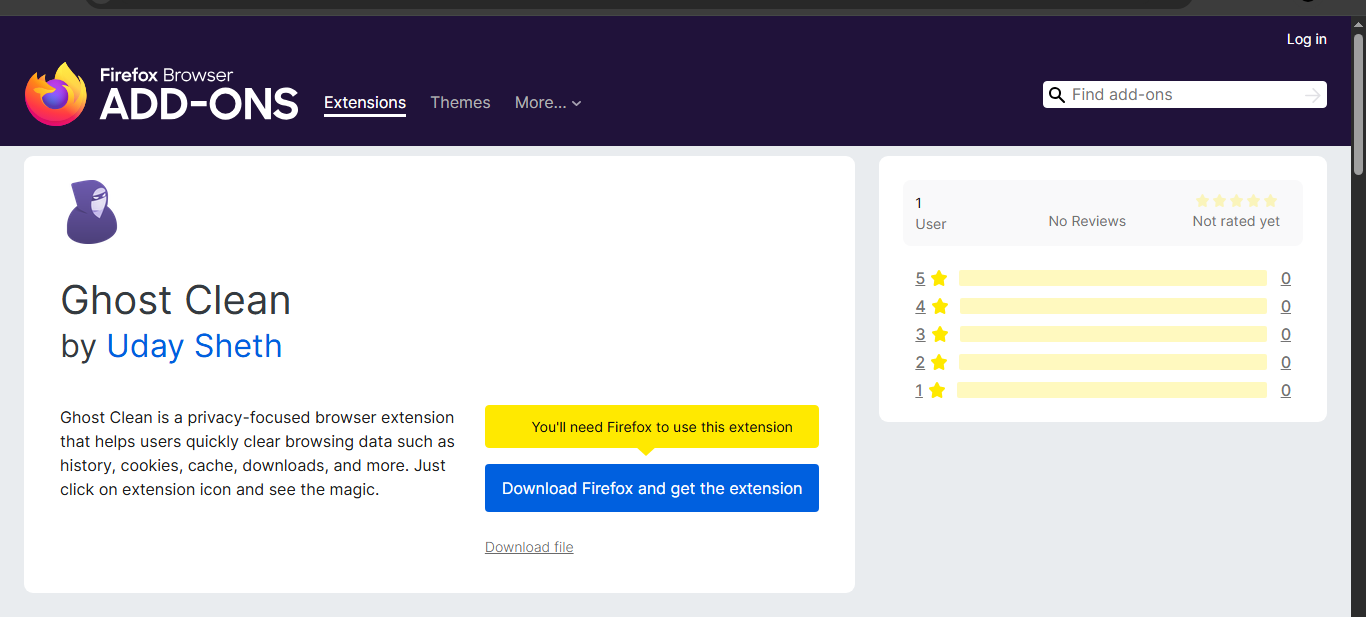 Log in
Firefox Browser
ADD-ONS
Extensions
Themes
More...
Find add-ons
Ghost Clean
by Uday Sheth
Ghost Clean is a privacy-focused browser extension
that helps users quickly clear browsing data such as
history, cookies, cache, downloads, and more. Just
click on extension icon and see the magic.
You'll need Firefox to use this extension
Download Firefox and get the extension
Download file
1
User
No Reviews
Not rated yet
5 0
4 0
3 0
2 0
1 0